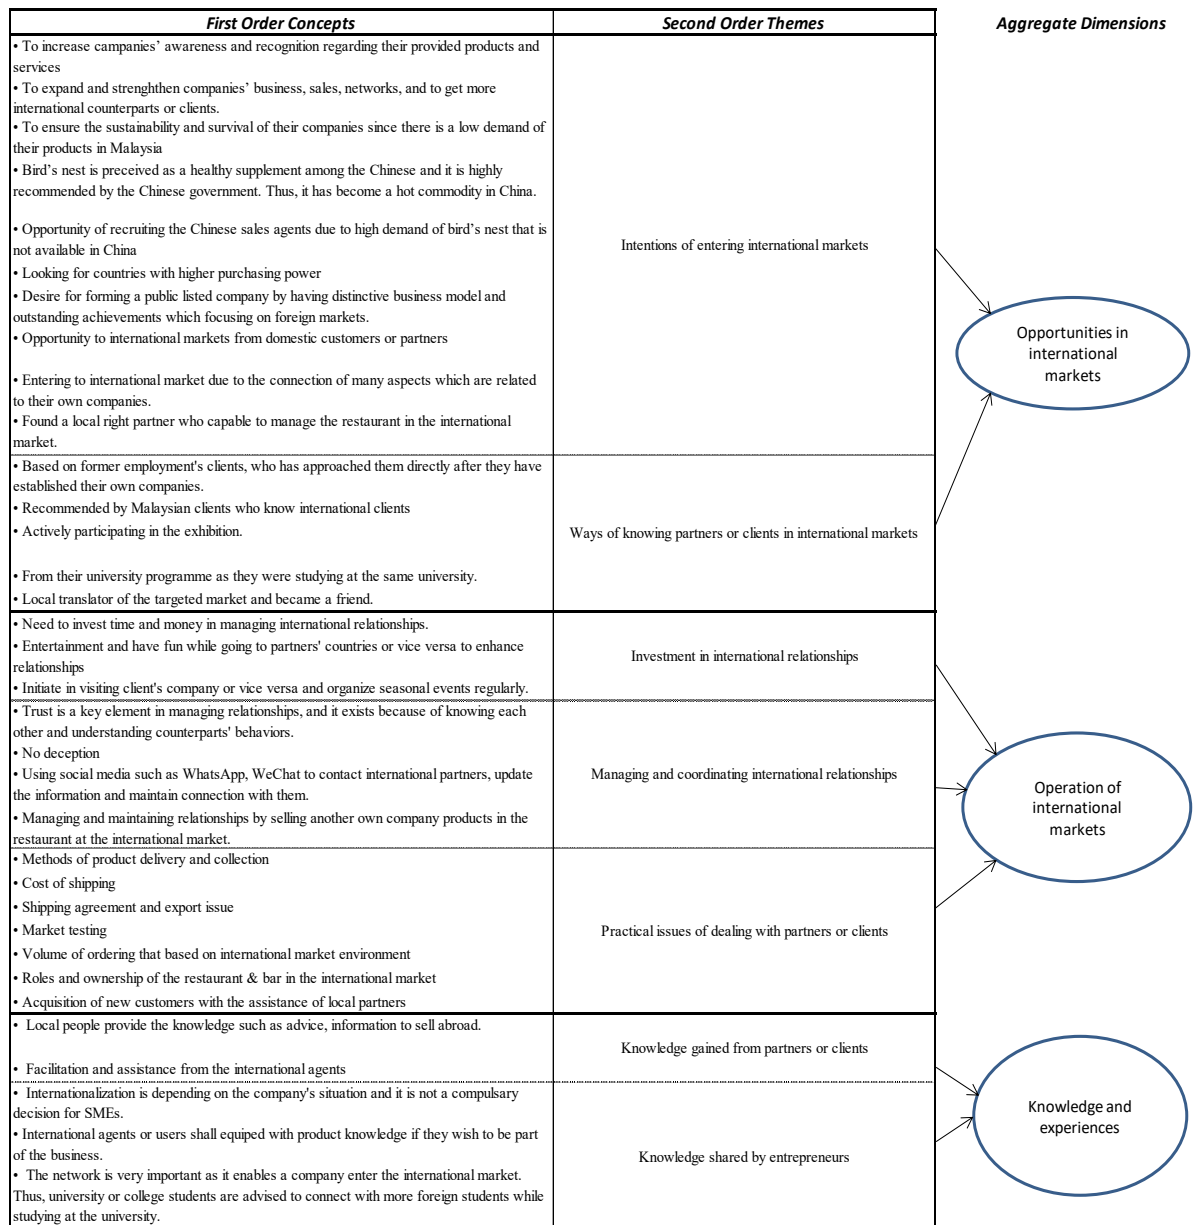 First Order Concepts
Second Order Themes
Aggregate Dimensions
• To increase campanies' awareness and recognition regarding their provided products and
services
• To expand and strenghthen companies' business, sales, networks, and to get more
international counterparts or clients.
• To ensure the sustainability and survival of their companies since there is a low demand of
their products in Malaysia
• Bird's nest is preceived as a healthy supplement among the Chinese and it is highly
recommended by the Chinese government. Thus, it has become a hot commodity in China.
• Opportunity of recruiting the Chinese sales agents due to high demand of bird's nest that is
not available in China
• Looking for countries with higher purchasing power
• Desire for forming a public listed company by having distinctive business model and
outstanding achievements which focusing on foreign markets.
• Opportunity to international markets from domestic customers or partners
• Entering to international market due to the connection of many aspects which are related
to their own companies.
• Found a local right partner who capable to manage the restaurant in the international
market.
Intentions of entering international markets
• Based on former employment's clients, who has approached them directly after they have
established their own companies.
• Recommended by Malaysian clients who know international clients
• Actively participating in the exhibition.
• From their university programme as they were studying at the same university.
• Local translator of the targeted market and became a friend.
Ways of knowing partners or clients in international markets
Opportunities in
international
markets
• Need to invest time and money in managing international relationships.
• Entertainment and have fun while going to partners' countries or vice versa to enhance
relationships
• Initiate in visiting client's company or vice versa and organize seasonal events regularly.
Investment in international relationships
• Trust is a key element in managing relationships, and it exists because of knowing each
other and understanding counterparts' behaviors.
• No deception
• Using social media such as WhatsApp, WeChat to contact international partners, update
the information and maintain connection with them.
• Managing and maintaining relationships by selling another own company products in the
restaurant at the international market.
Managing and coordinating international relationships
• Methods of product delivery and collection
• Cost of shipping
• Shipping agreement and export issue
• Market testing
• Volume of ordering that based on international market environment
• Roles and ownership of the restaurant & bar in the international market
• Acquisition of new customers with the assistance of local partners
Practical issues of dealing with partners or clients
Operation of
international
markets
• Local people provide the knowledge such as advice, information to sell abroad.
• Facilitation and assistance from the international agents
Knowledge gained from partners or clients
• Internationalization is depending on the company's situation and it is not a compulsary
decision for SMEs.
• International agents or users shall equiped with product knowledge if they wish to be part
of the business.
• The network is very important as it enables a company enter the international market.
Thus, university or college students are advised to connect with more foreign students while
studying at the university.
Knowledge shared by entrepreneurs
Knowledge and
experiences